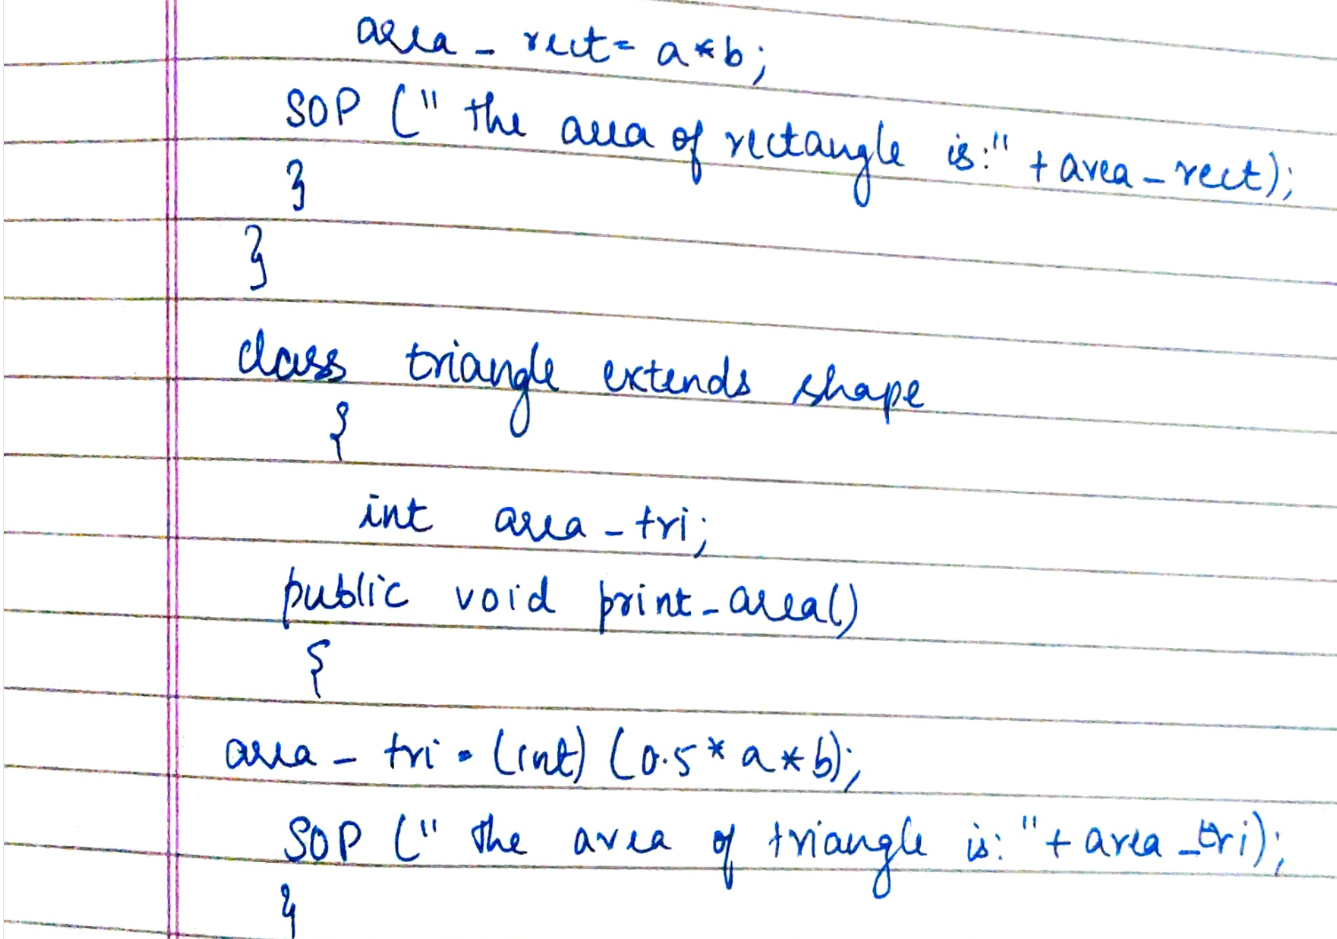 area_rect= a*b;
SOP (" the area of rectangle is:" + area_rect);
}
}
class triangle extends shape
{
int area_tri;
public void print_area()
{
area_tri = (int) (0.5*a*b);
SOP (" the area of triangle is: " + area_tri);
}